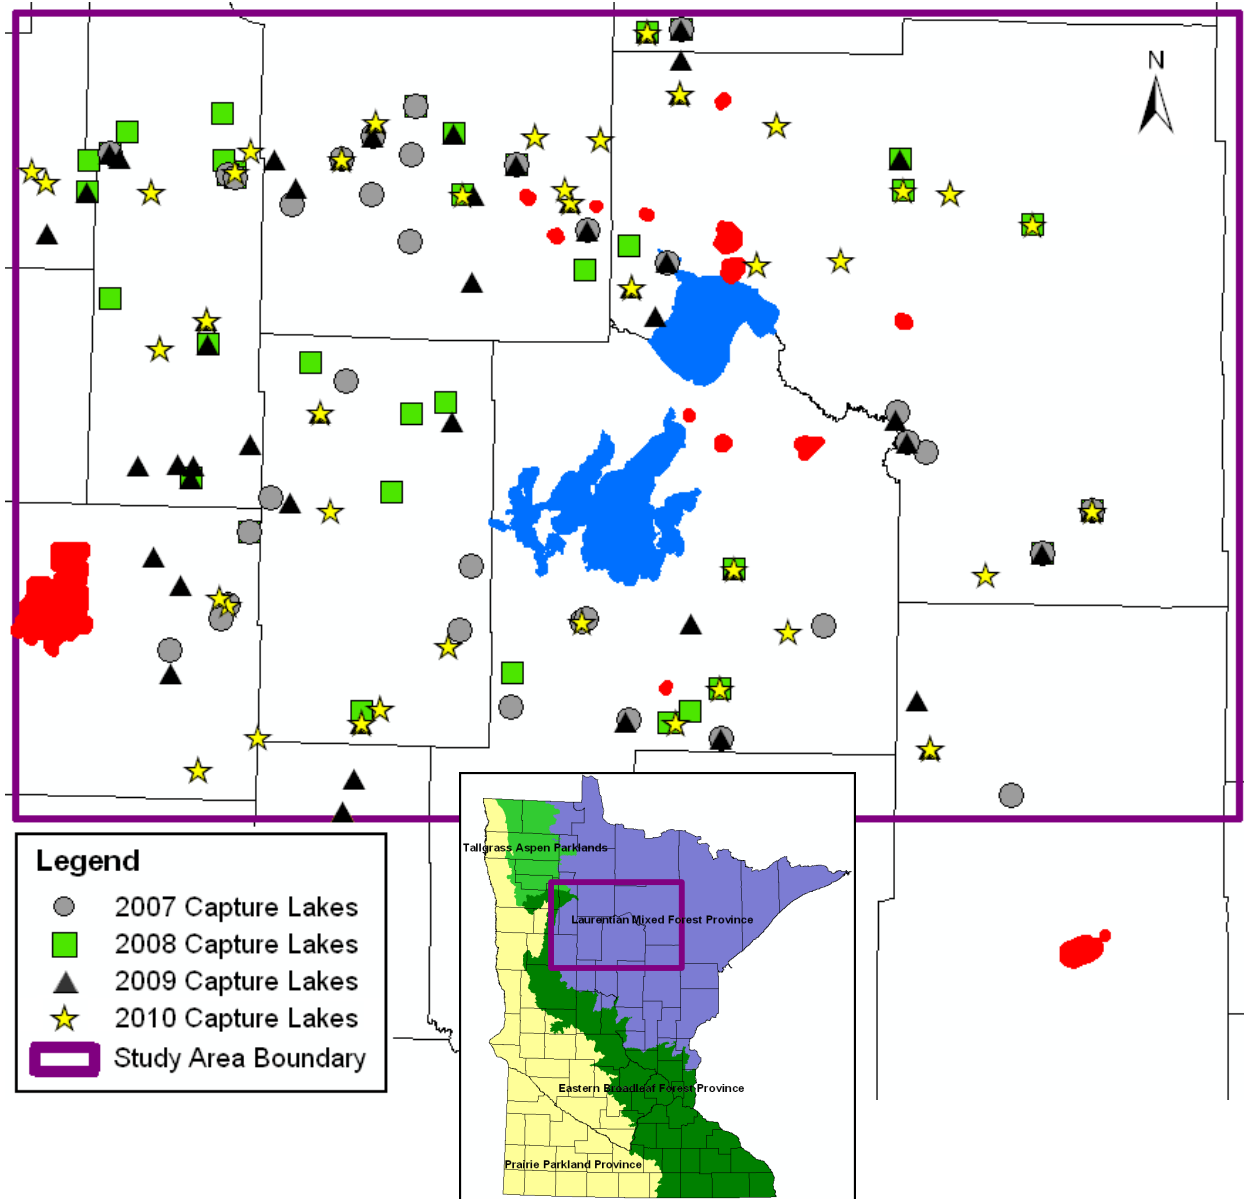 N
Legend
2007 Capture Lakes
2008 Capture Lakes
2009 Capture Lakes
2010 Capture Lakes
Study Area Boundary
Tallgrass Aspen Parklands
Laurentian Mixed Forest Province
Eastern Broadleaf Forest Province
Prairie Parkland Province